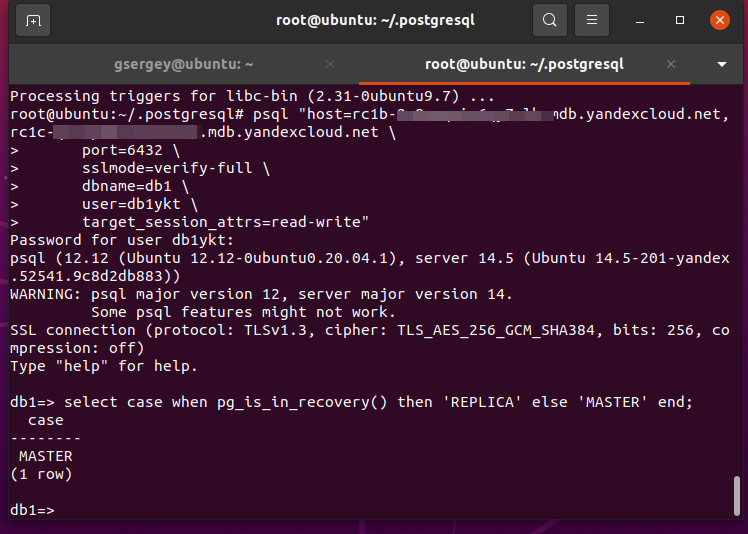 root@ubuntu: ~/.postgresql
gsergey@ubuntu: ~
root@ubuntu: ~/.postgresql
Processing triggers for libc-bin (2.31-0ubuntu9.7) ...
root@ubuntu:~/.postgresql# psql "host=rc1b- mdb.yandexcloud.net,
rc1c- .mdb.yandexcloud.net \
> port=6432 \
> sslmode=verify-full \
> dbname=db1 \
> user=db1ykt \
> target_session_attrs=read-write"
Password for user db1ykt:
psql (12.12 (Ubuntu 12.12-0ubuntu0.20.04.1), server 14.5 (Ubuntu 14.5-201-yandex
.52541.9c8d2db883))
WARNING: psql major version 12, server major version 14.
Some psql features might not work.
SSL connection (protocol: TLSv1.3, cipher: TLS_AES_256_GCM_SHA384, bits: 256, co
mpression: off)
Type "help" for help.
db1=> select case when pg_is_in_recovery() then 'REPLICA' else 'MASTER' end;
case
--------
MASTER
(1 row)
db1=>